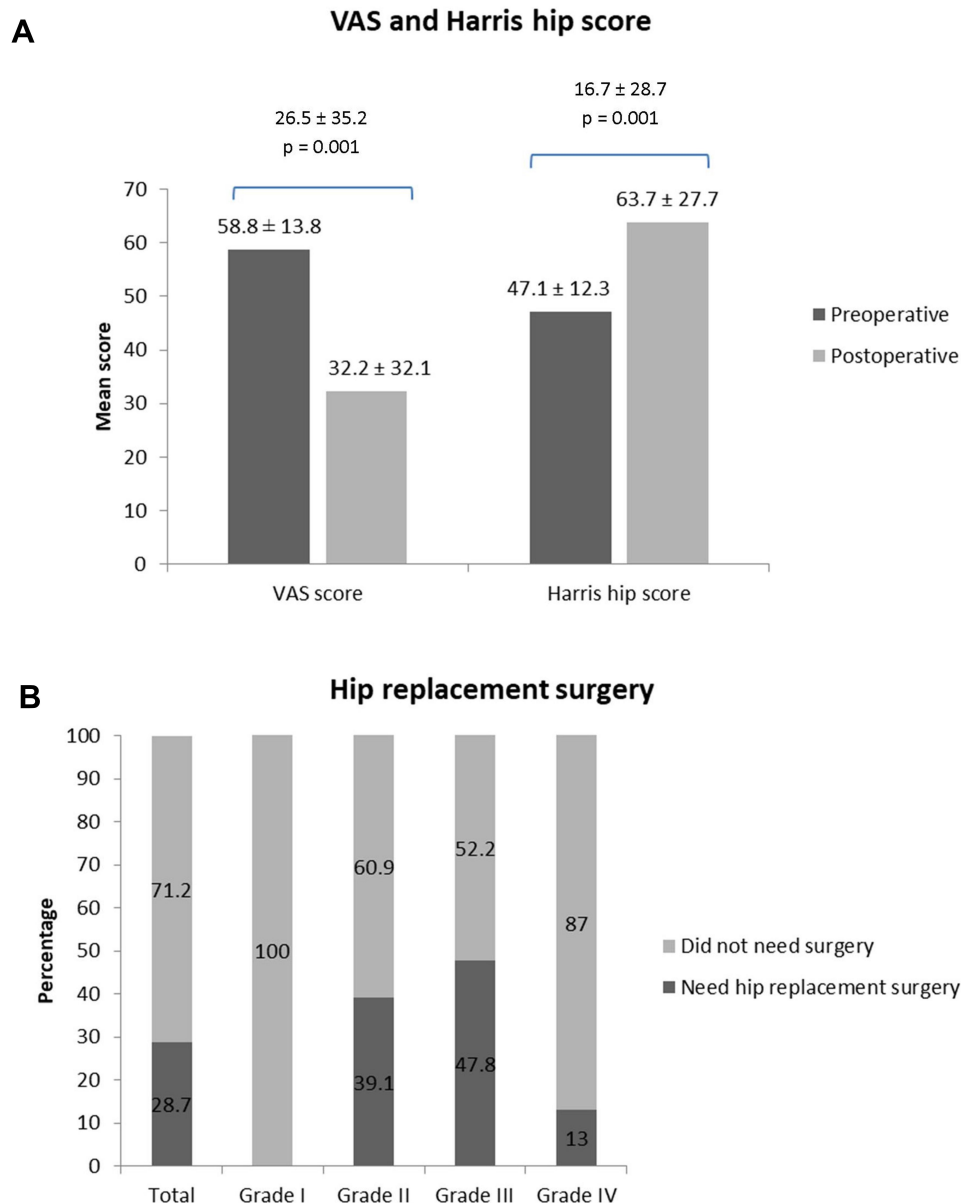 A
VAS and Harris hip score
26.5 ± 35.2
p = 0.001
16.7 ± 28.7
p = 0.001
70
60
50
40
30
20
10
0
Mean score
58.8 ± 13.8
32.2 ± 32.1
47.1 ± 12.3
63.7 ± 27.7
VAS score
Harris hip score
Preoperative
Postoperative
B
Hip replacement surgery
100
90
80
70
60
50
40
30
20
10
0
Percentage
71.2
28.7
100
60.9
39.1
52.2
47.8
87
13
Total
Grade I
Grade II
Grade III
Grade IV
Did not need surgery
Need hip replacement surgery